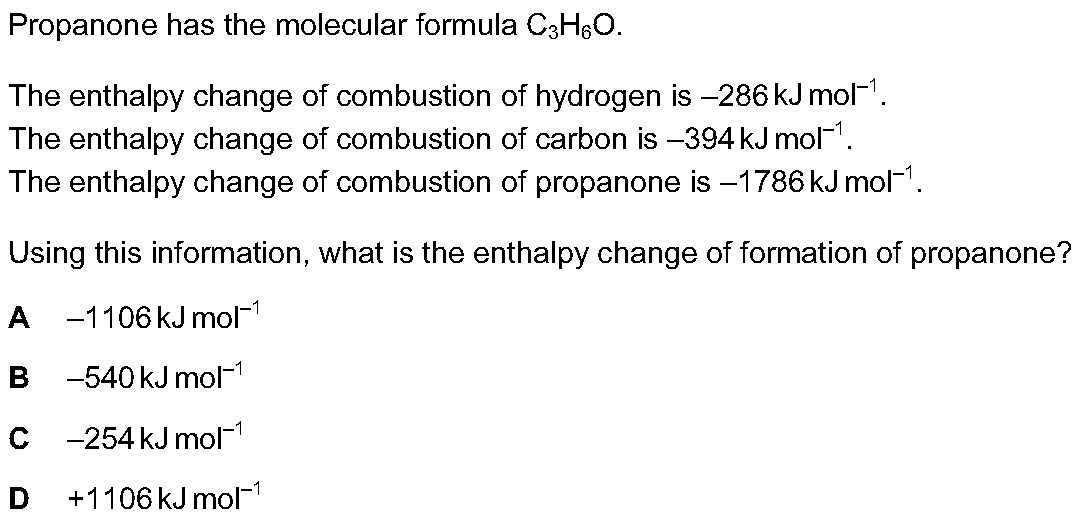 Propanone has the molecular formula C₃H₆O.
The enthalpy change of combustion of hydrogen is –286 kJ mol⁻¹.
The enthalpy change of combustion of carbon is –394 kJ mol⁻¹.
The enthalpy change of combustion of propanone is –1786 kJ mol⁻¹.
Using this information, what is the enthalpy change of formation of propanone?
A –1106 kJ mol⁻¹
B –540 kJ mol⁻¹
C –254 kJ mol⁻¹
D +1106 kJ mol⁻¹